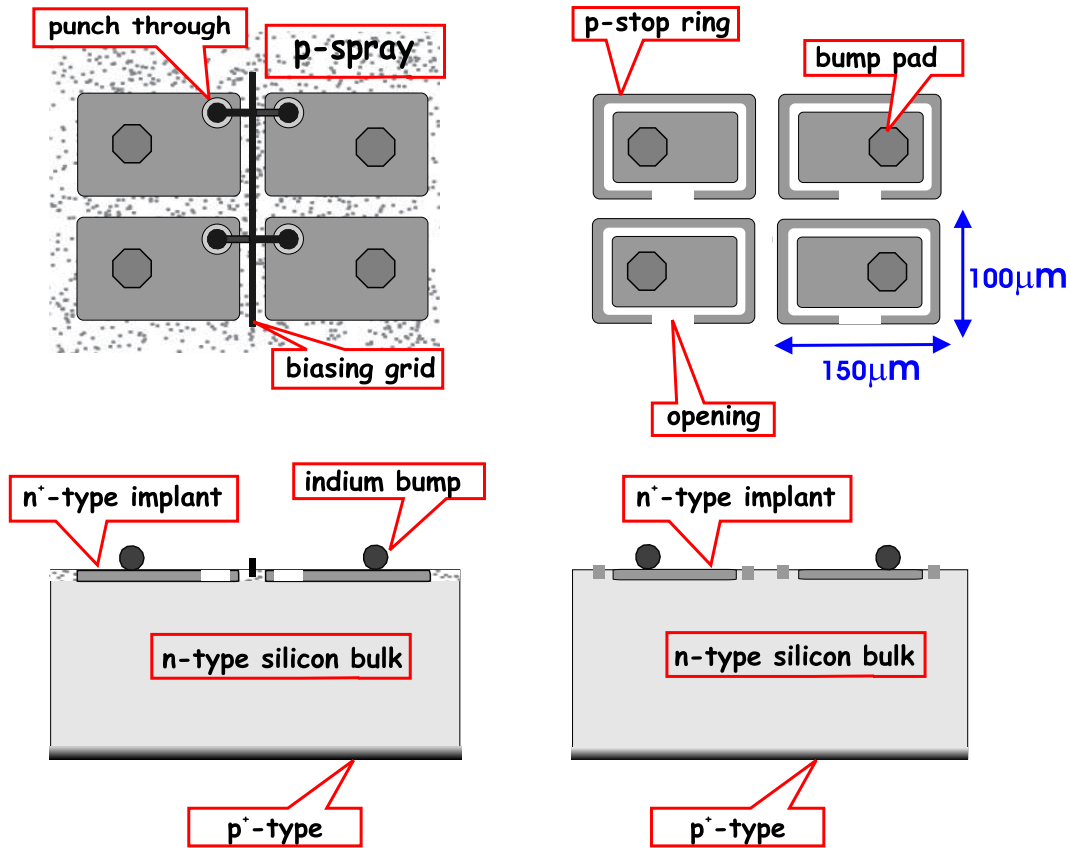 punch through
p-spray
p-stop ring
bump pad
100μm
150μm
biasing grid
opening
n⁺-type implant
indium bump
n⁺-type implant
n-type silicon bulk
n-type silicon bulk
p⁺-type
p⁺-type